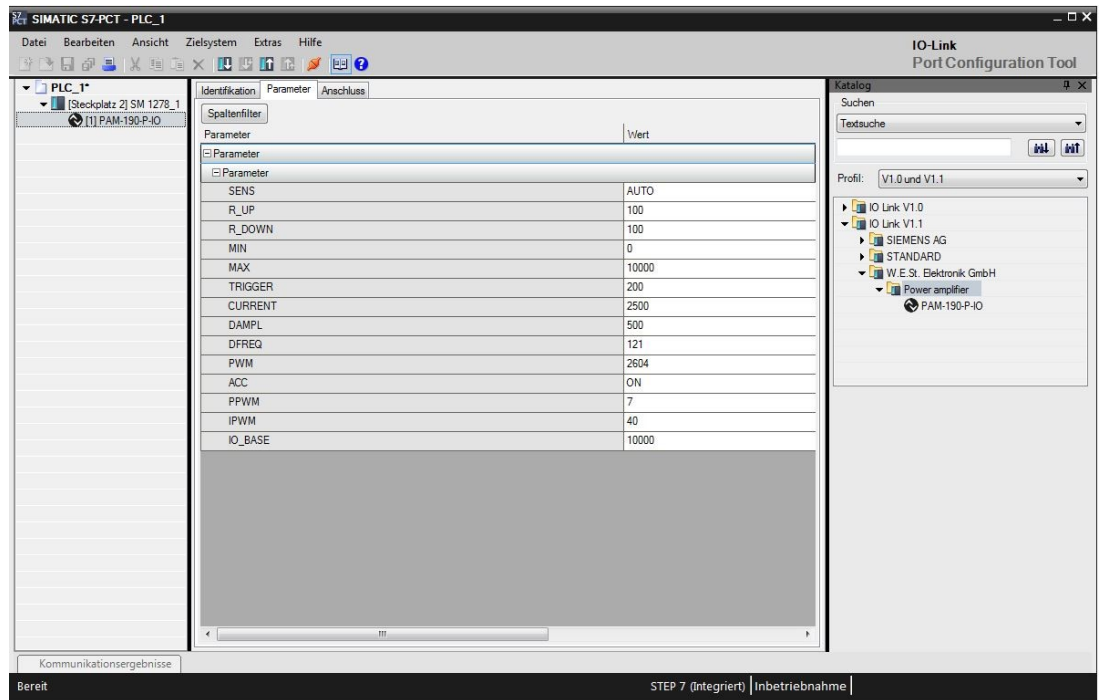 SIMATIC S7-PCT - PLC_1
Datei Bearbeiten Ansicht Zielsystem Extras Hilfe
IO-Link
Port Configuration Tool
PLC_1*
[Steckplatz 2] SM 1278_1
[1] PAM-190-P-IO
Identifikation Parameter Anschluss
Spaltenfilter
Parameter Wert
Parameter
Parameter
SENS AUTO
R_UP 100
R_DOWN 100
MIN 0
MAX 10000
TRIGGER 200
CURRENT 2500
DAMPL 500
DFREQ 121
PWM 2604
ACC ON
PPWM 7
IPWM 40
IO_BASE 10000
Katalog
Suchen
Textsuche
Profil: V1.0 und V1.1
IO Link V1.0
IO Link V1.1
SIEMENS AG
STANDARD
W.E.St. Elektronik GmbH
Power amplifier
PAM-190-P-IO
Kommunikationsergebnisse
Bereit
STEP 7 (Integriert) Inbetriebnahme